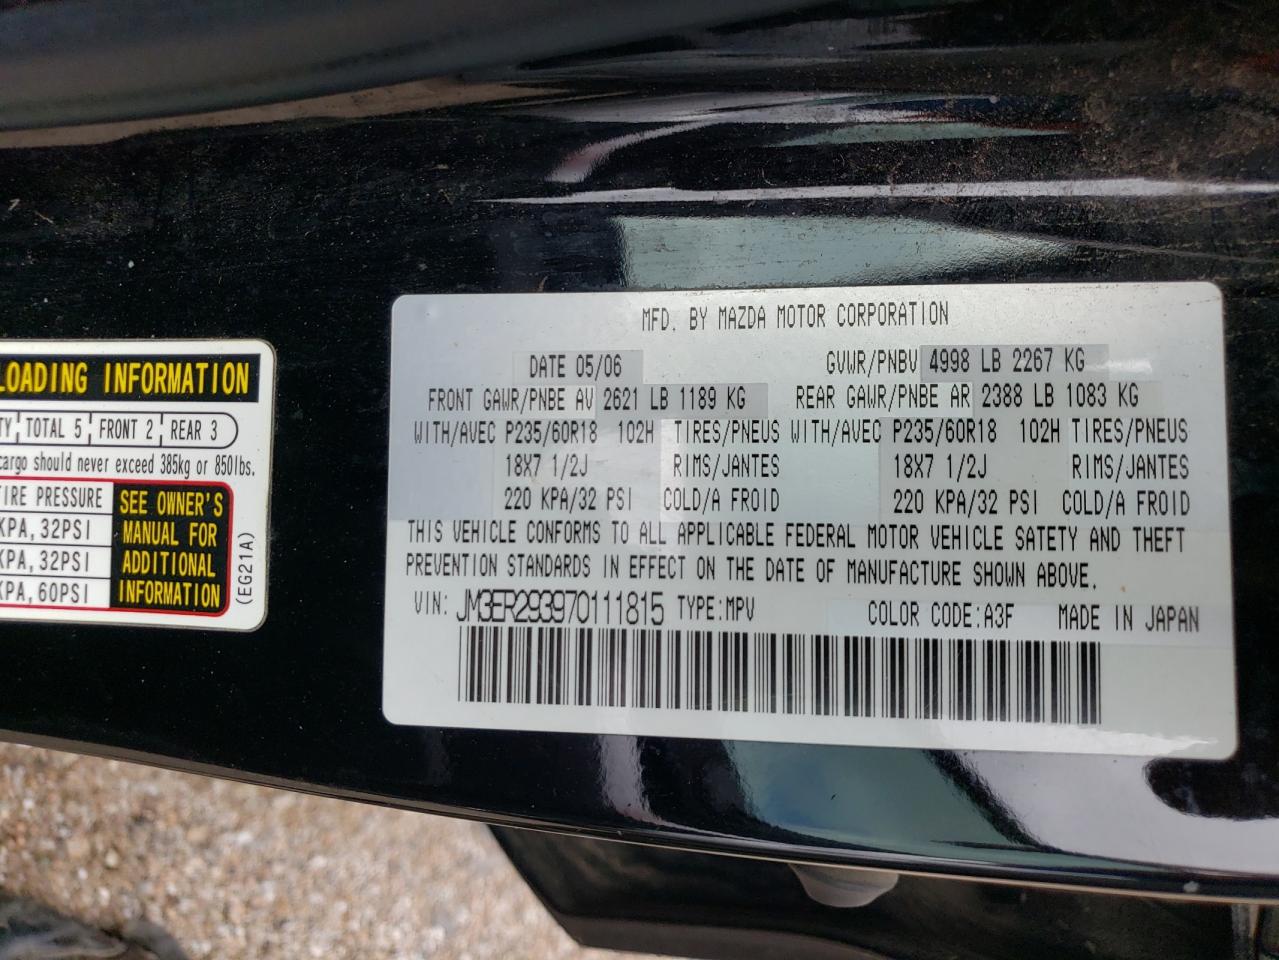 LOADING INFORMATION
TOTAL 5 FRONT 2 REAR 3
cargo should never exceed 385kg or 850lbs.
PRESSURE
KPA, 32PSI
KPA, 32PSI
KPA, 60PSI
SEE OWNER'S
MANUAL FOR
ADDITIONAL
INFORMATION
(EG21A)
MFD. BY MAZDA MOTOR CORPORATION
DATE 05/06 GVWR/PNBV 4998 LB 2267 KG
FRONT GAWR/PNBE AV 2621 LB 1189 KG REAR GAWR/PNBE AR 2388 LB 1083 KG
WITH/AVEC P235/60R18 102H TIRES/PNEUS WITH/AVEC P235/60R18 102H TIRES/PNEUS
18X7 1/2J RIMS/JANTES 18X7 1/2J RIMS/JANTES
220 KPA/32 PSI COLD/A FROID 220 KPA/32 PSI COLD/A FROID
THIS VEHICLE CONFORMS TO ALL APPLICABLE FEDERAL MOTOR VEHICLE SAFETY AND THEFT
PREVENTION STANDARDS IN EFFECT ON THE DATE OF MANUFACTURE SHOWN ABOVE.
VIN: JM3ER293970111815 TYPE:MPV COLOR CODE:A3F MADE IN JAPAN